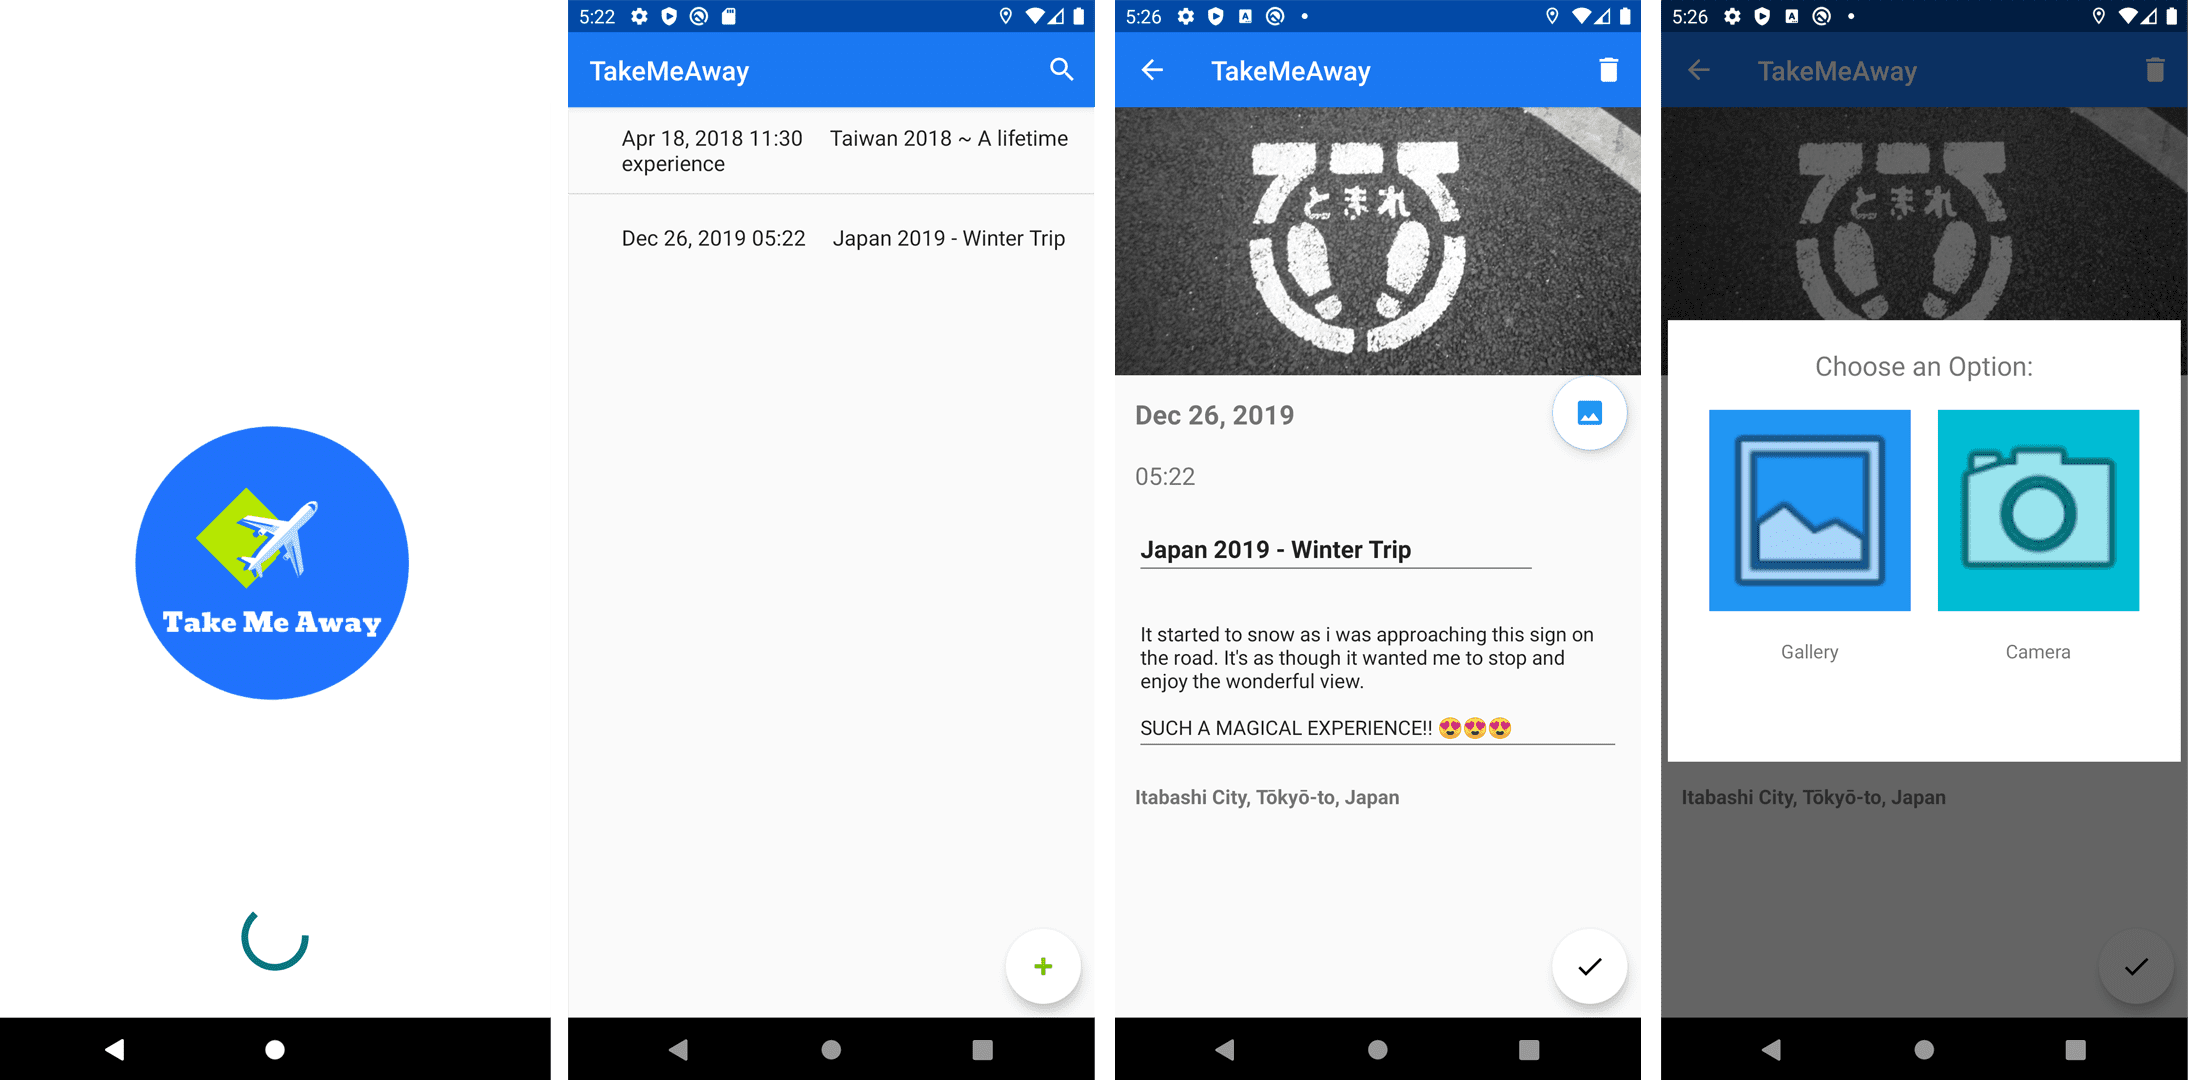 Take Me Away
5:22
TakeMeAway
Apr 18, 2018 11:30 Taiwan 2018 ~ A lifetime
experience
Dec 26, 2019 05:22 Japan 2019 - Winter Trip
5:26
TakeMeAway
とまれ
Dec 26, 2019
05:22
Japan 2019 - Winter Trip
It started to snow as i was approaching this sign on
the road. It's as though it wanted me to stop and
enjoy the wonderful view.
SUCH A MAGICAL EXPERIENCE!! 😍😍😍
Itabashi City, Tōkyō-to, Japan
5:26
TakeMeAway
とまれ
Choose an Option:
Gallery Camera
Itabashi City, Tōkyō-to, Japan